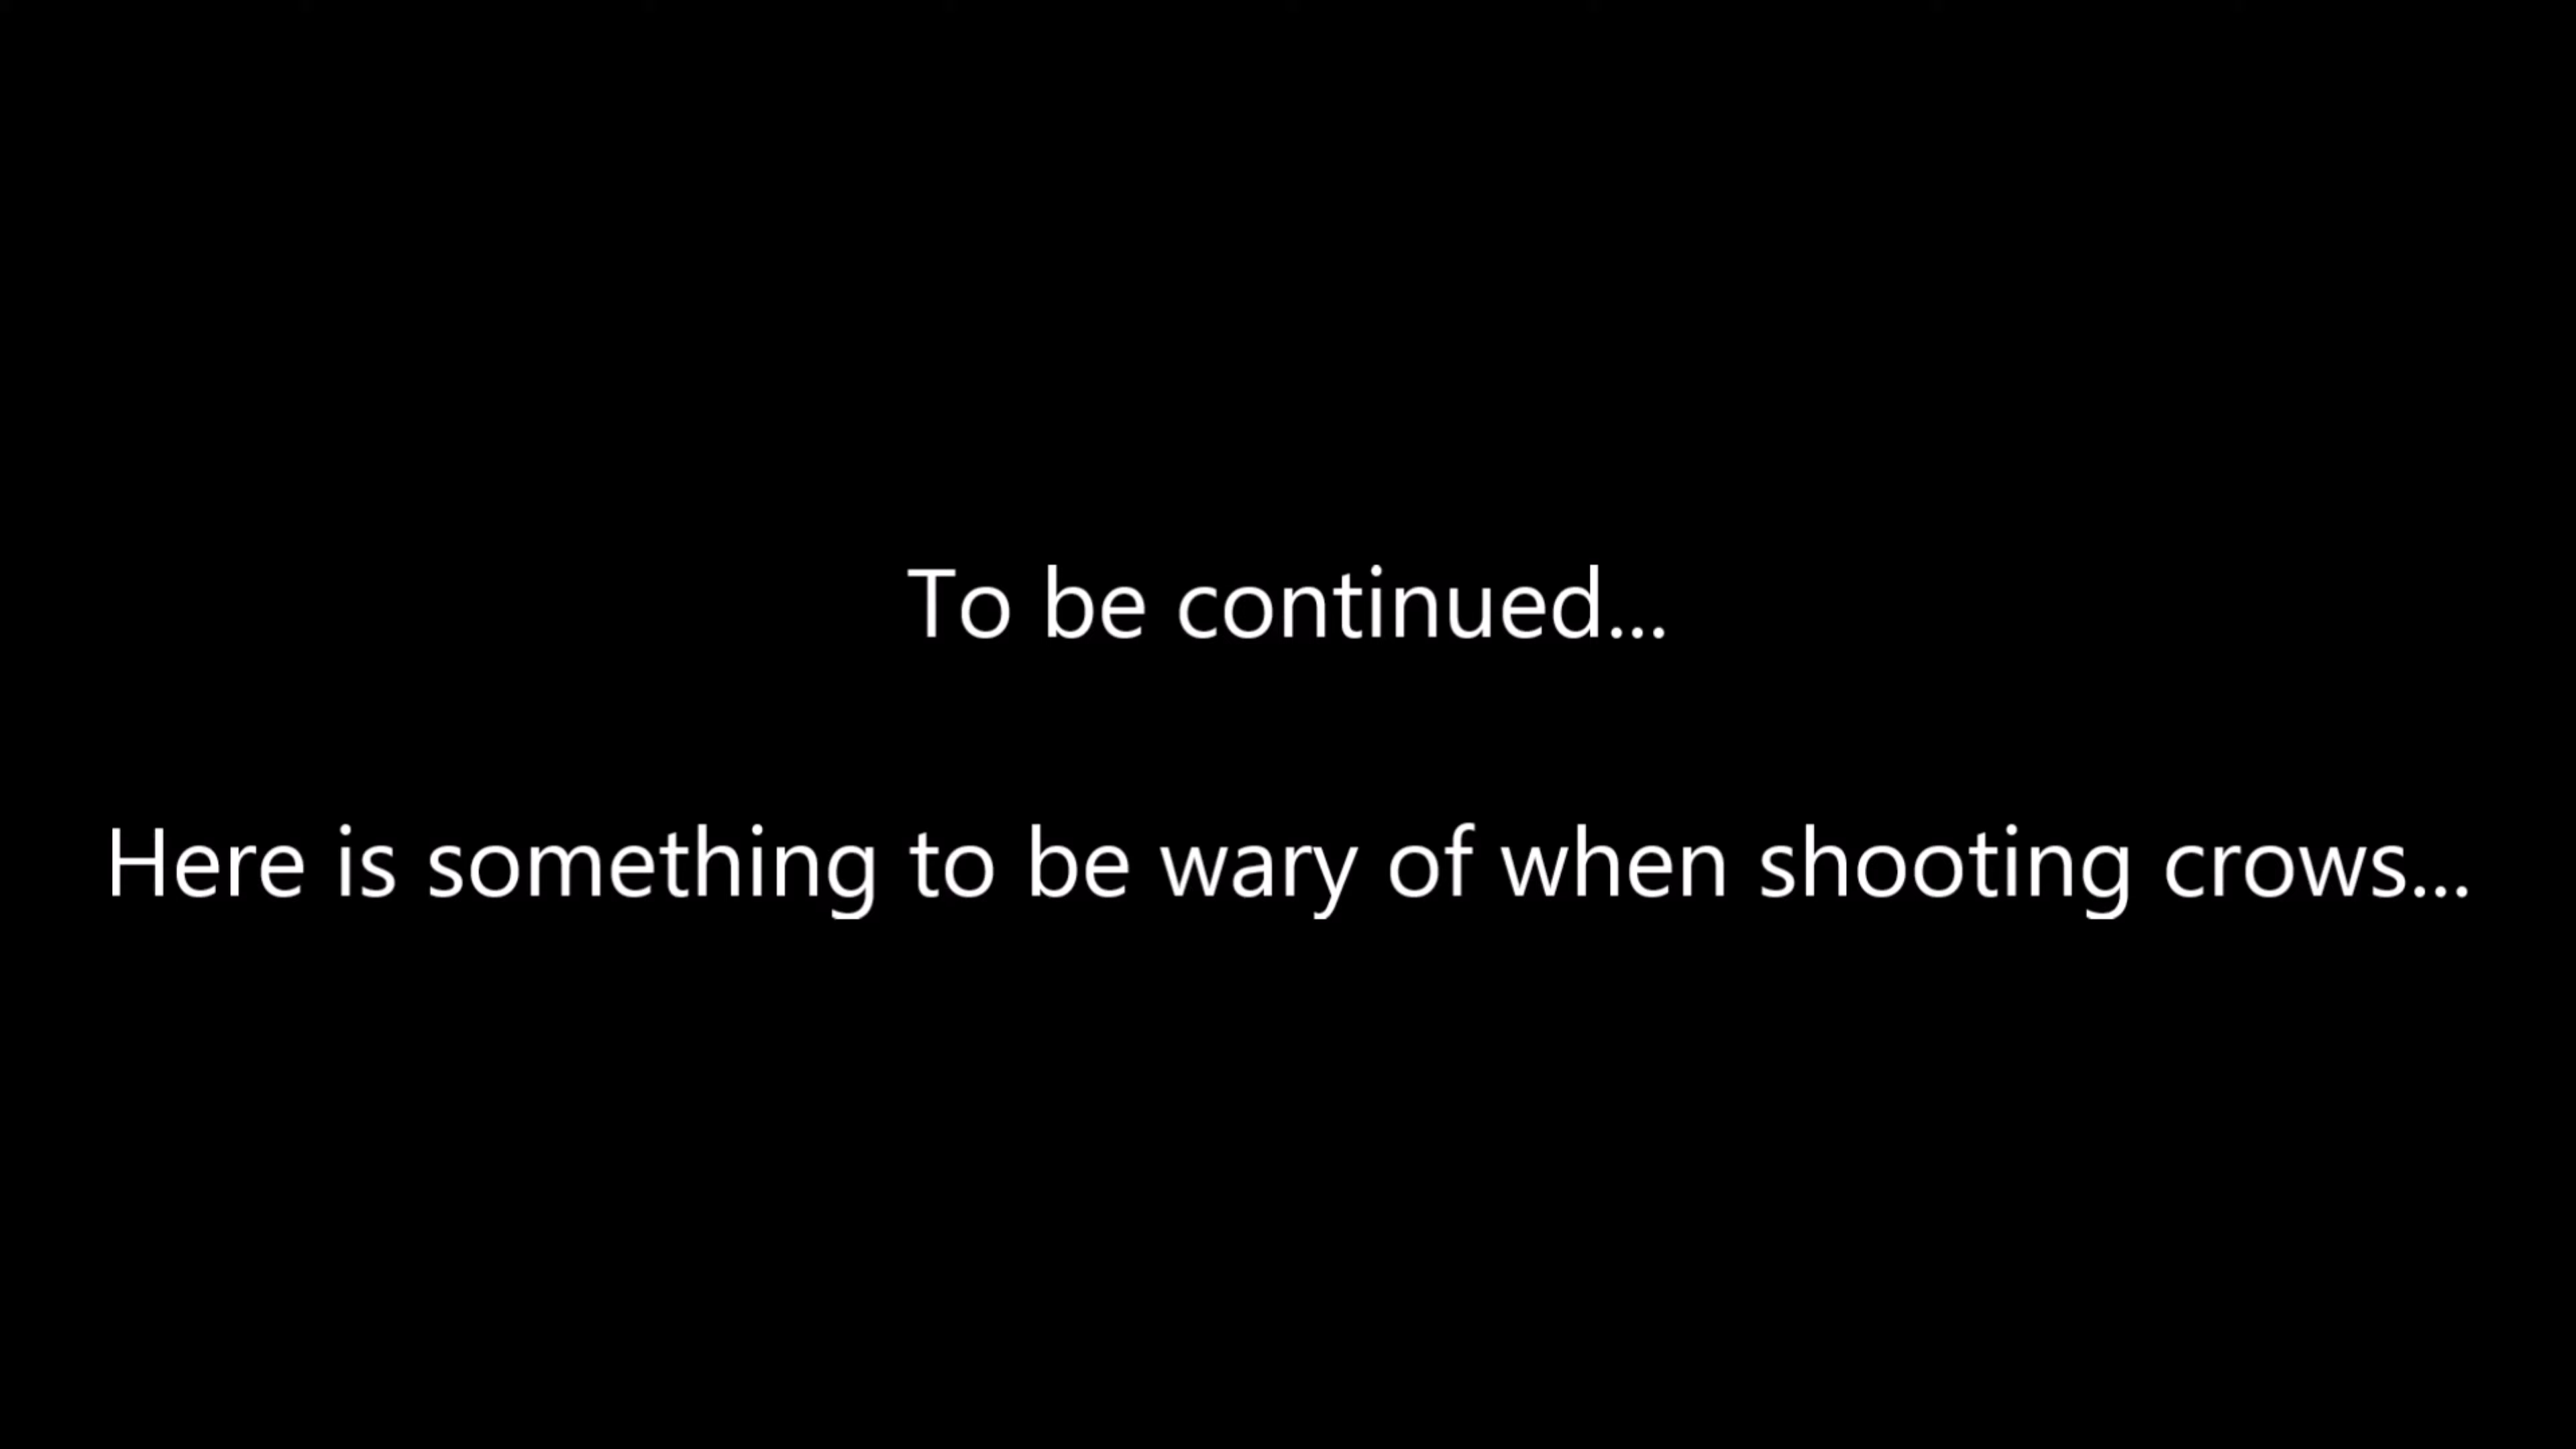 To be continued...
Here is something to be wary of when shooting crows...